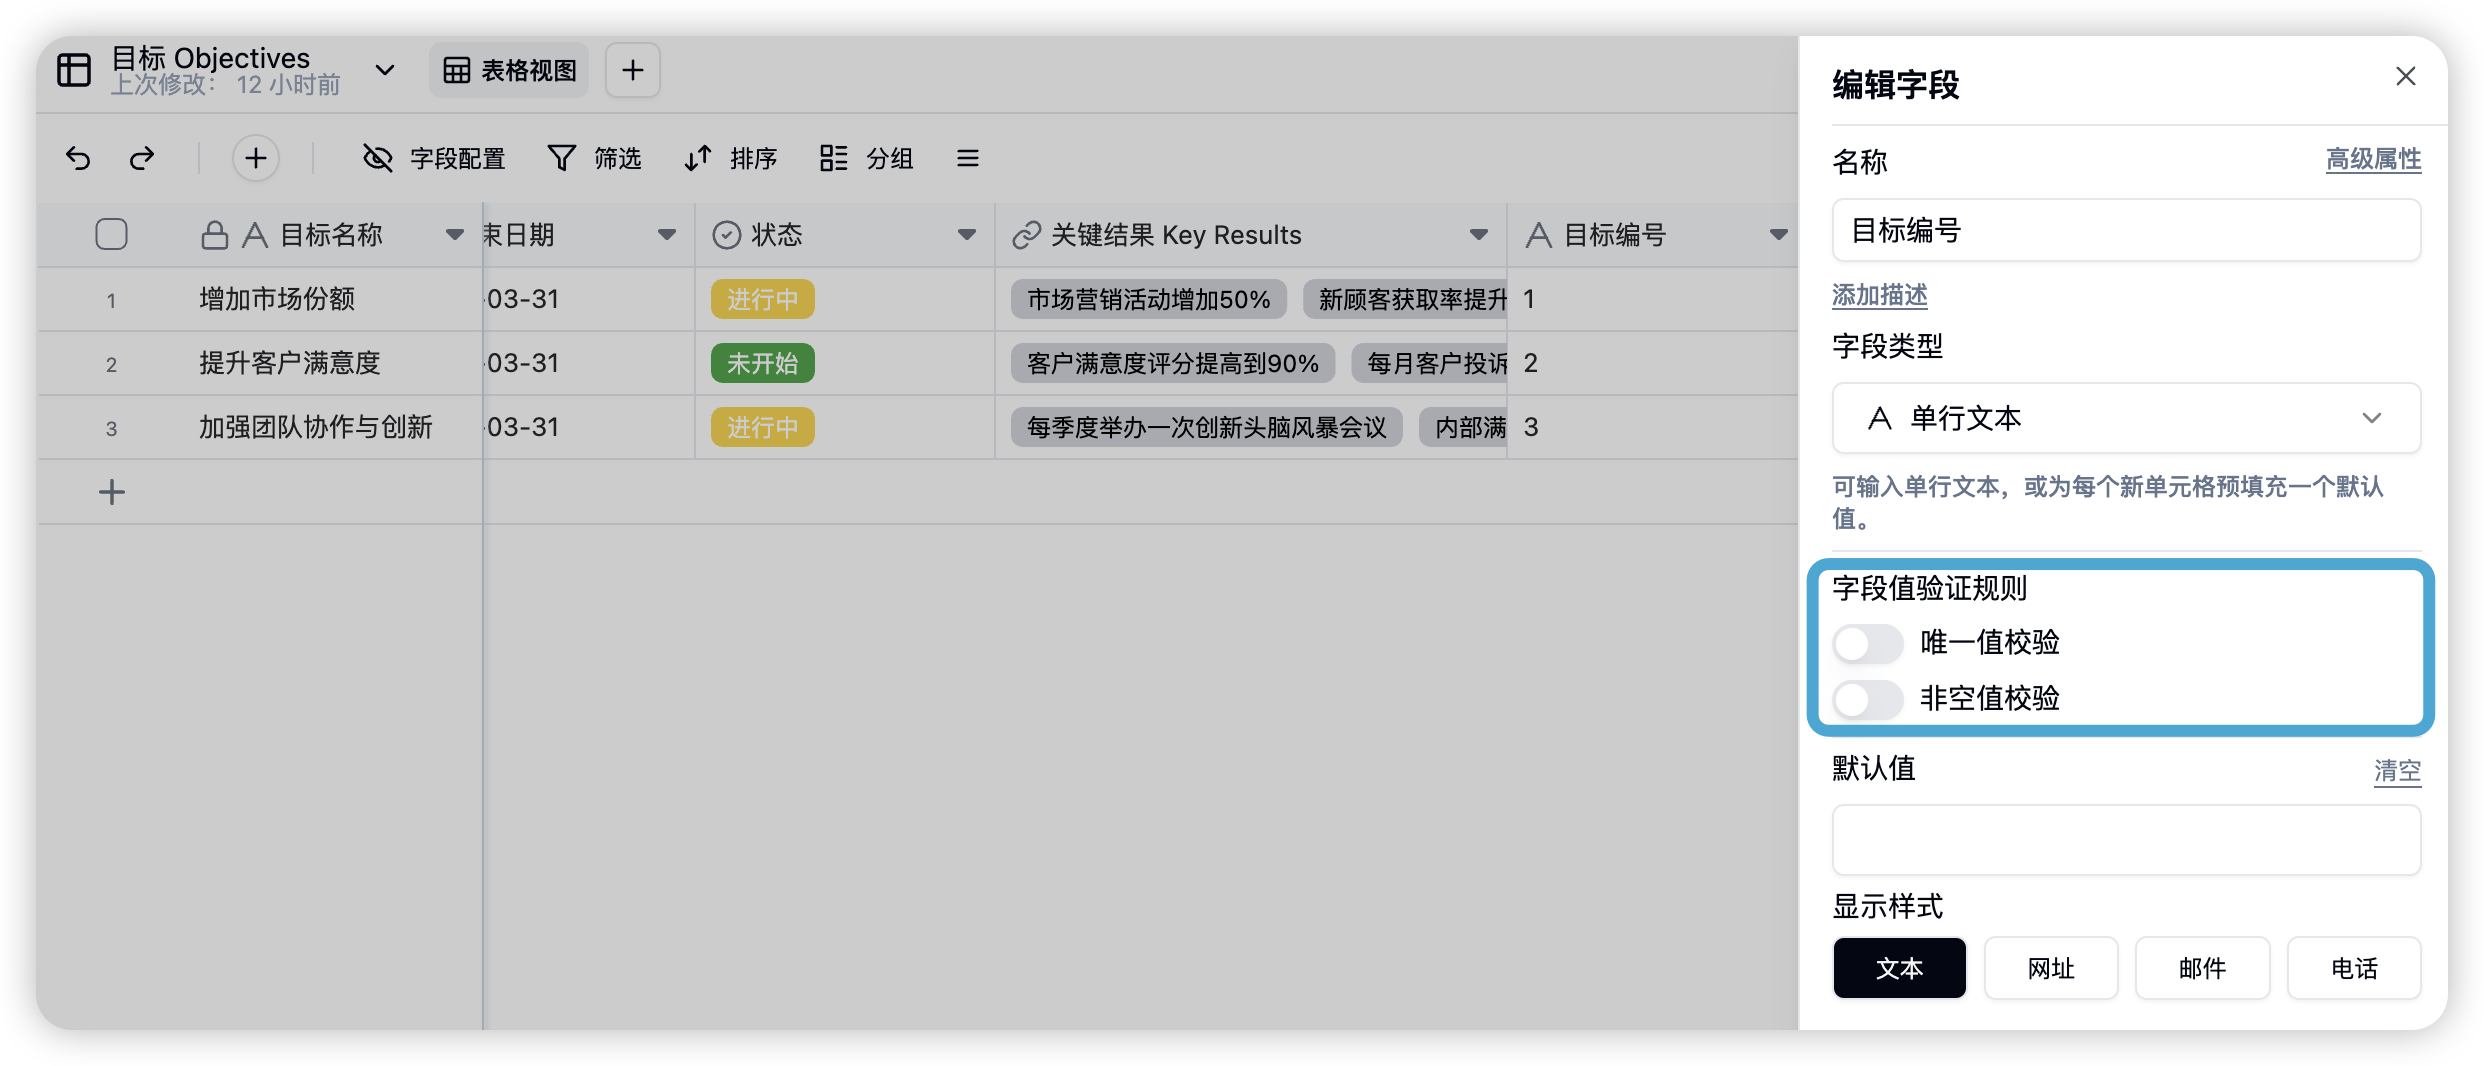 目标 Objectives
上次修改： 12 小时前
表格视图
字段配置 筛选 排序 分组
目标名称 束日期 状态 关键结果 Key Results 目标编号
1 增加市场份额 -03-31 进行中 市场营销活动增加50% 新顾客获取率提升 1
2 提升客户满意度 -03-31 未开始 客户满意度评分提高到90% 每月客户投诉 2
3 加强团队协作与创新 -03-31 进行中 每季度举办一次创新头脑风暴会议 内部满 3
编辑字段
名称 高级属性
目标编号
添加描述
字段类型
单行文本
可输入单行文本，或为每个新单元格预填充一个默认
值。
字段值验证规则
唯一值校验
非空值校验
默认值 清空
显示样式
文本 网址 邮件 电话